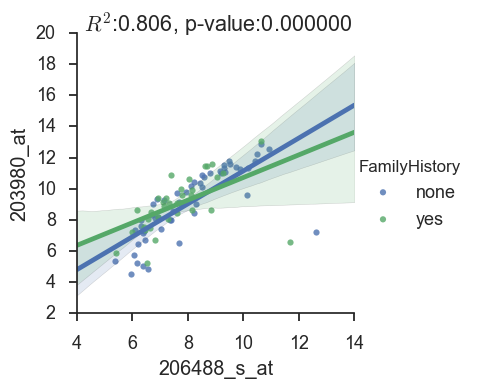 R²:0.806, p-value:0.000000
20
18
16
14
12
10
8
6
4
2
203980_at
4 6 8 10 12 14
206488_s_at
FamilyHistory
none
yes